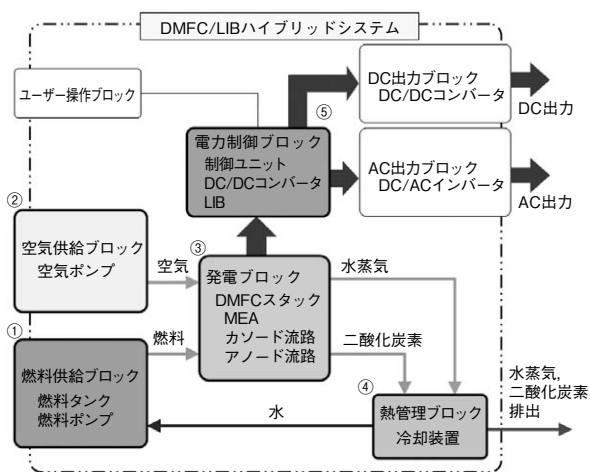 DMFC/LIBハイブリッドシステム
ユーザー操作ブロック
DC出力ブロック
DC/DCコンバータ
DC出力
⑤
電力制御ブロック
制御ユニット
DC/DCコンバータ
LIB
AC出力ブロック
DC/ACインバータ
AC出力
②
空気供給ブロック
空気ポンプ
空気
③
発電ブロック
DMFCスタック
MEA
カソード流路
アノード流路
水蒸気
①
燃料
二酸化炭素
燃料供給ブロック
燃料タンク
燃料ポンプ
水
④
熱管理ブロック
冷却装置
水蒸気,
二酸化炭素
排出